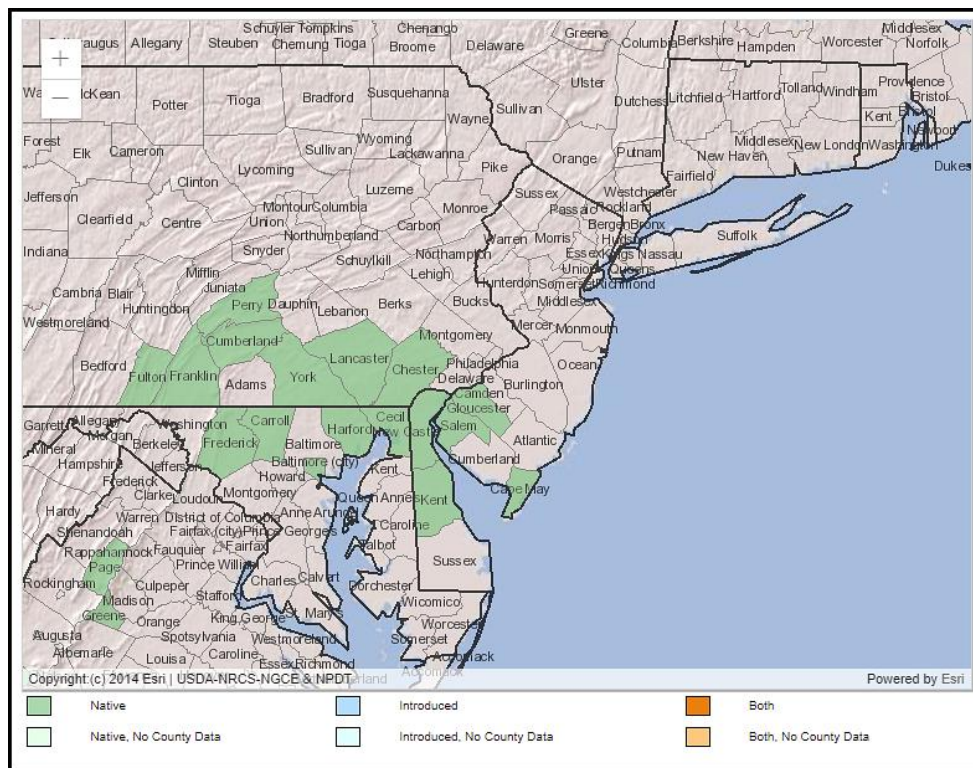 Schuyler Tompkins Chenango Greene Middlesex
Allegany Steuben Chemung Tioga Broome Delaware Columbia Berkshire Hampden Worcester Norfolk
+
Ulster Tolland Providence
McKean Potter Tioga Bradford Susquehanna Dutchess Litchfield Hartford Windham Bristol
−
Wayne Sullivan Kent Bristol
Forest Wyoming Middlesex Newport
Elk Cameron Sullivan Lackawanna Orange Putnam New Haven New London Washington
Lycoming Pike Fairfield Dukes
Jefferson Clinton Luzerne Sussex Westchester
Montour Columbia Monroe Passaic Rockland
Clearfield Centre Union Carbon Bergen Bronx
Northumberland Warren Morris Hudson Suffolk
Indiana Snyder Schuylkill Northampton Essex Kings Nassau
Mifflin Lehigh Union Queens
Juniata Hunterdon Somerset Richmond
Cambria Blair Huntingdon Perry Dauphin Lebanon Berks Bucks Middlesex
Westmoreland Mercer Monmouth
Cumberland Montgomery
Bedford Lancaster Chester Philadelphia Ocean
Fulton Franklin Adams York Delaware Burlington
Camden
Gloucester
Garrett Allegany Washington Carroll Cecil
Morgan Harford New Castle Salem
Mineral Berkeley Frederick Baltimore Atlantic
Hampshire Jefferson Baltimore (city) Cumberland
Frederick Howard Kent
Clarke Loudoun Montgomery Queen Annes Kent Cape May
Hardy Warren District of Columbia Anne Arundel Caroline
Shenandoah Fairfax (city) Prince Georges
Rappahannock Fauquier Fairfax Talbot
Page Prince William Sussex
Rockingham Culpeper Charles Calvert Dorchester
Madison Stafford Wicomico
Greene Orange King George St. Marys Worcester
Augusta Spotsylvania Westmoreland Somerset
Albemarle Louisa Caroline Essex Richmond Accomack
Accomack
Copyright:(c) 2014 Esri | USDA-NRCS-NGCE & NPDT Powered by Esri
Native Introduced Both
Native, No County Data Introduced, No County Data Both, No County Data